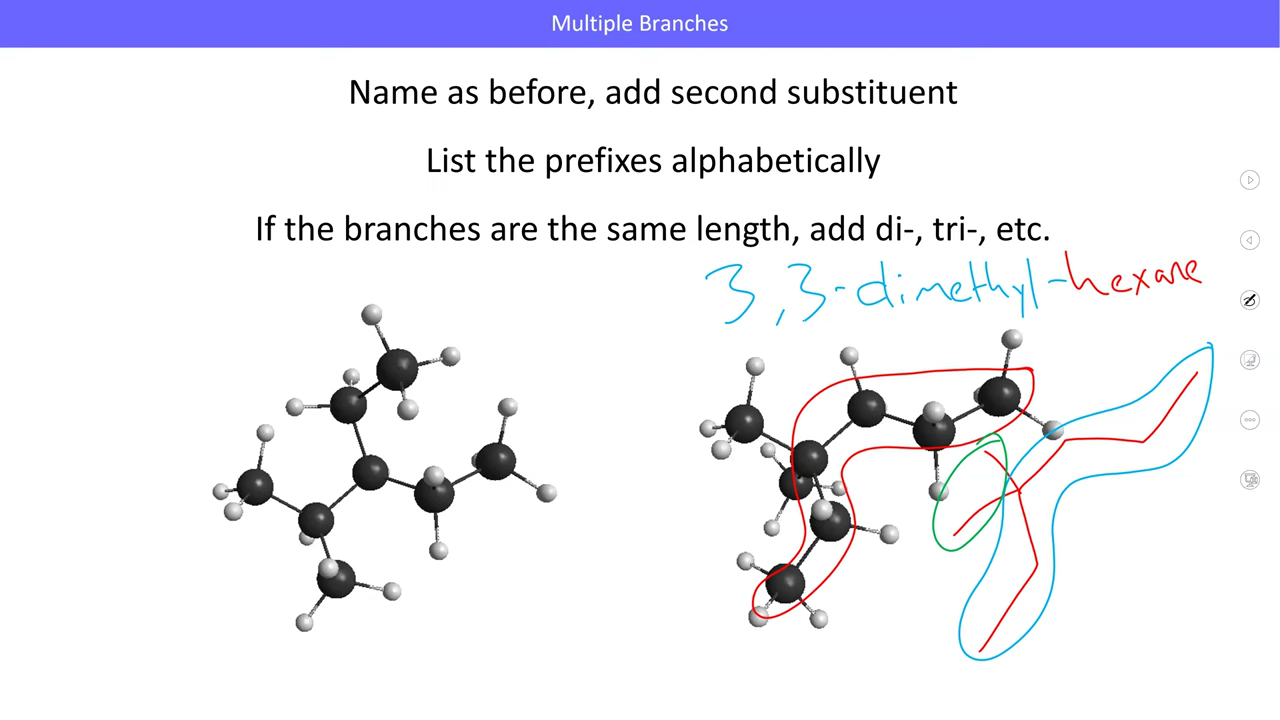 Multiple Branches
Name as before, add second substituent
List the prefixes alphabetically
If the branches are the same length, add di-, tri-, etc.
3,3-dimethyl-hexane